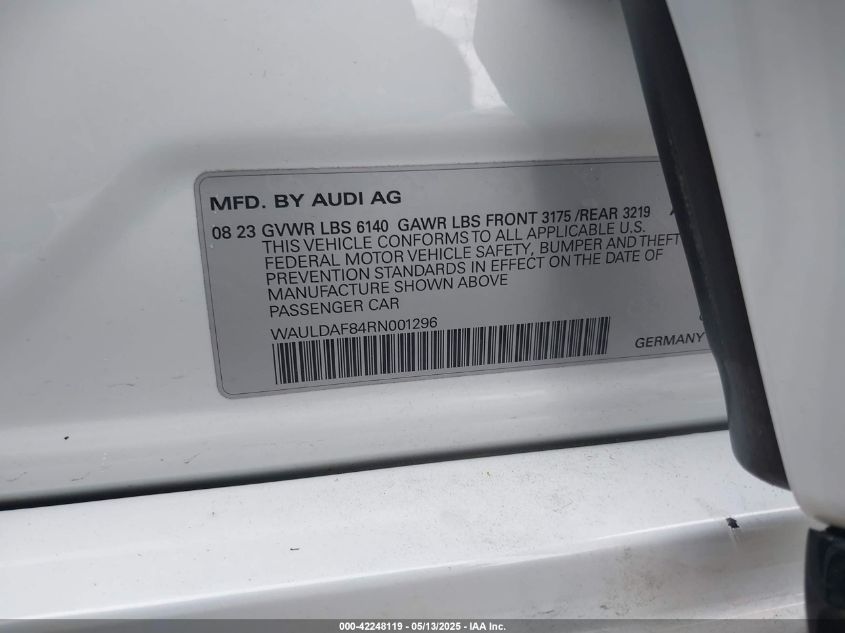 MFD. BY AUDI AG
08 23 GVWR LBS 6140 GAWR LBS FRONT 3175 /REAR 3219
THIS VEHICLE CONFORMS TO ALL APPLICABLE U.S.
FEDERAL MOTOR VEHICLE SAFETY, BUMPER AND THEFT
PREVENTION STANDARDS IN EFFECT ON THE DATE OF
MANUFACTURE SHOWN ABOVE
PASSENGER CAR
WAULDAF84RN001296
GERMANY
000-42248119 - 05/13/2025 - IAA Inc.